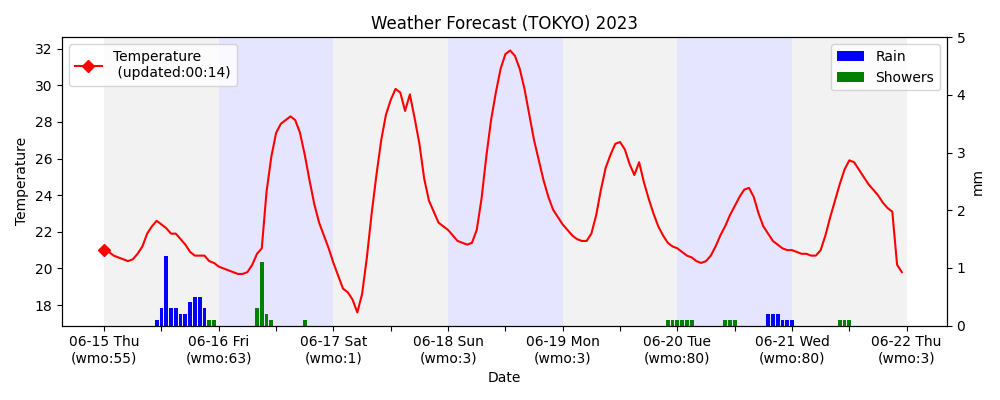 Weather Forecast (TOKYO) 2023
Temperature
(updated:00:14)
Rain
Showers
Temperature
32
30
28
26
24
22
20
18
5
4
3
2
1
0
mm
06-15 Thu
(wmo:55)
06-16 Fri
(wmo:63)
06-17 Sat
(wmo:1)
06-18 Sun
(wmo:3)
06-19 Mon
(wmo:3)
06-20 Tue
(wmo:80)
06-21 Wed
(wmo:80)
06-22 Thu
(wmo:3)
Date